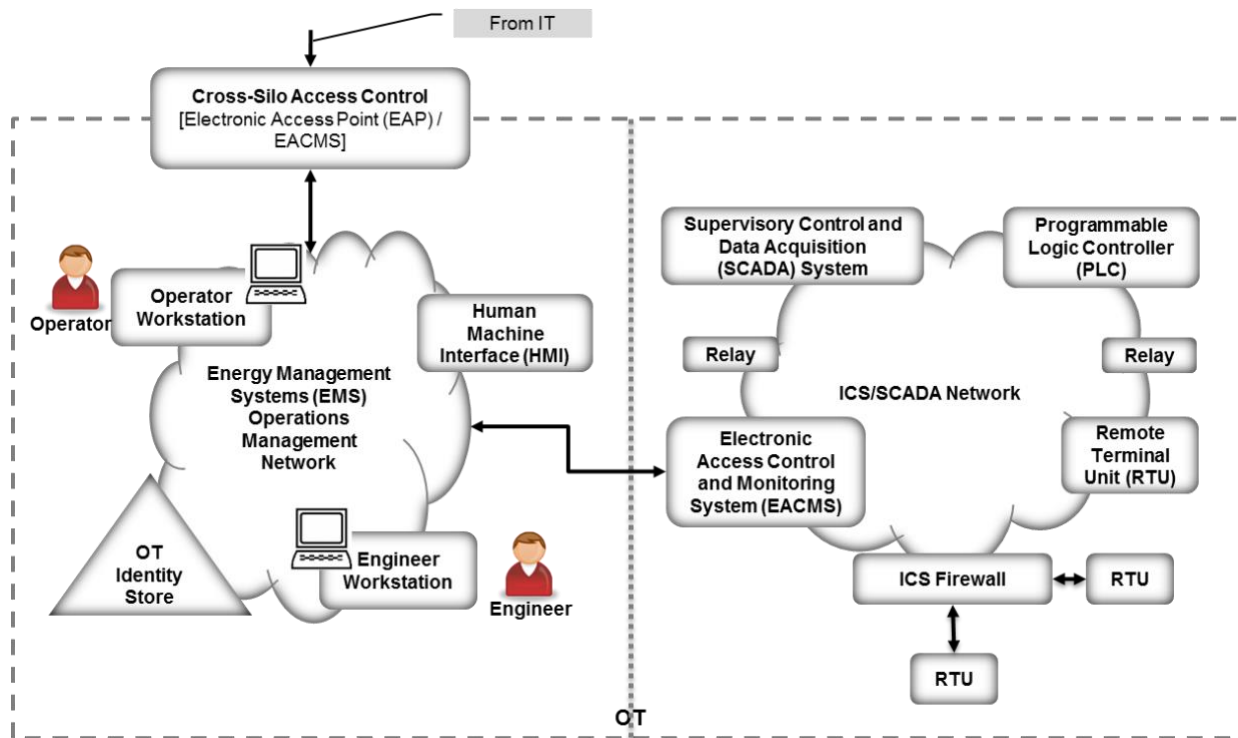 From IT
Cross-Silo Access Control
[Electronic Access Point (EAP) /
EACMS]
Operator
Operator
Workstation
Human
Machine
Interface (HMI)
Energy Management
Systems (EMS)
Operations
Management
Network
OT
Identity
Store
Engineer
Workstation
Engineer
Supervisory Control and
Data Acquisition
(SCADA) System
Programmable
Logic Controller
(PLC)
Relay
Relay
ICS/SCADA Network
Electronic
Access Control
and Monitoring
System (EACMS)
Remote
Terminal
Unit (RTU)
ICS Firewall
RTU
RTU
OT